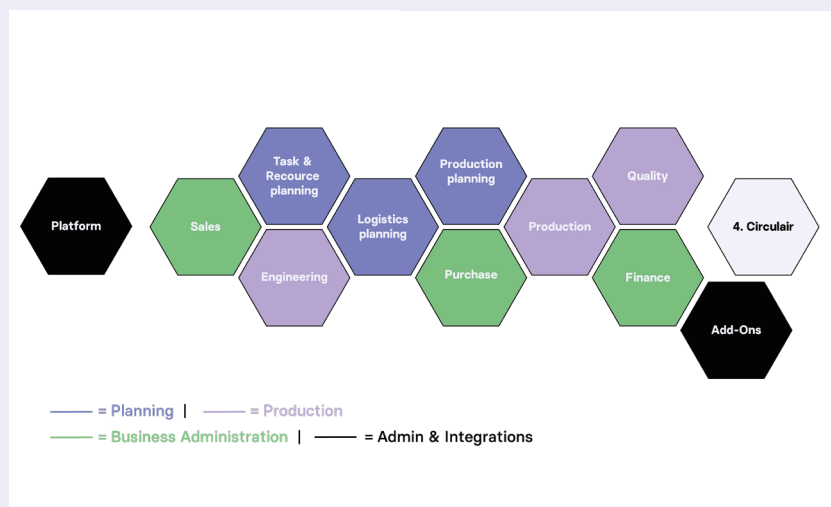 Task &
Recource
planning
Production
planning
Quality
Platform
Sales
Logistics
planning
Production
4. Circulair
Engineering
Purchase
Finance
Add-Ons
= Planning | = Production
= Business Administration | = Admin & Integrations